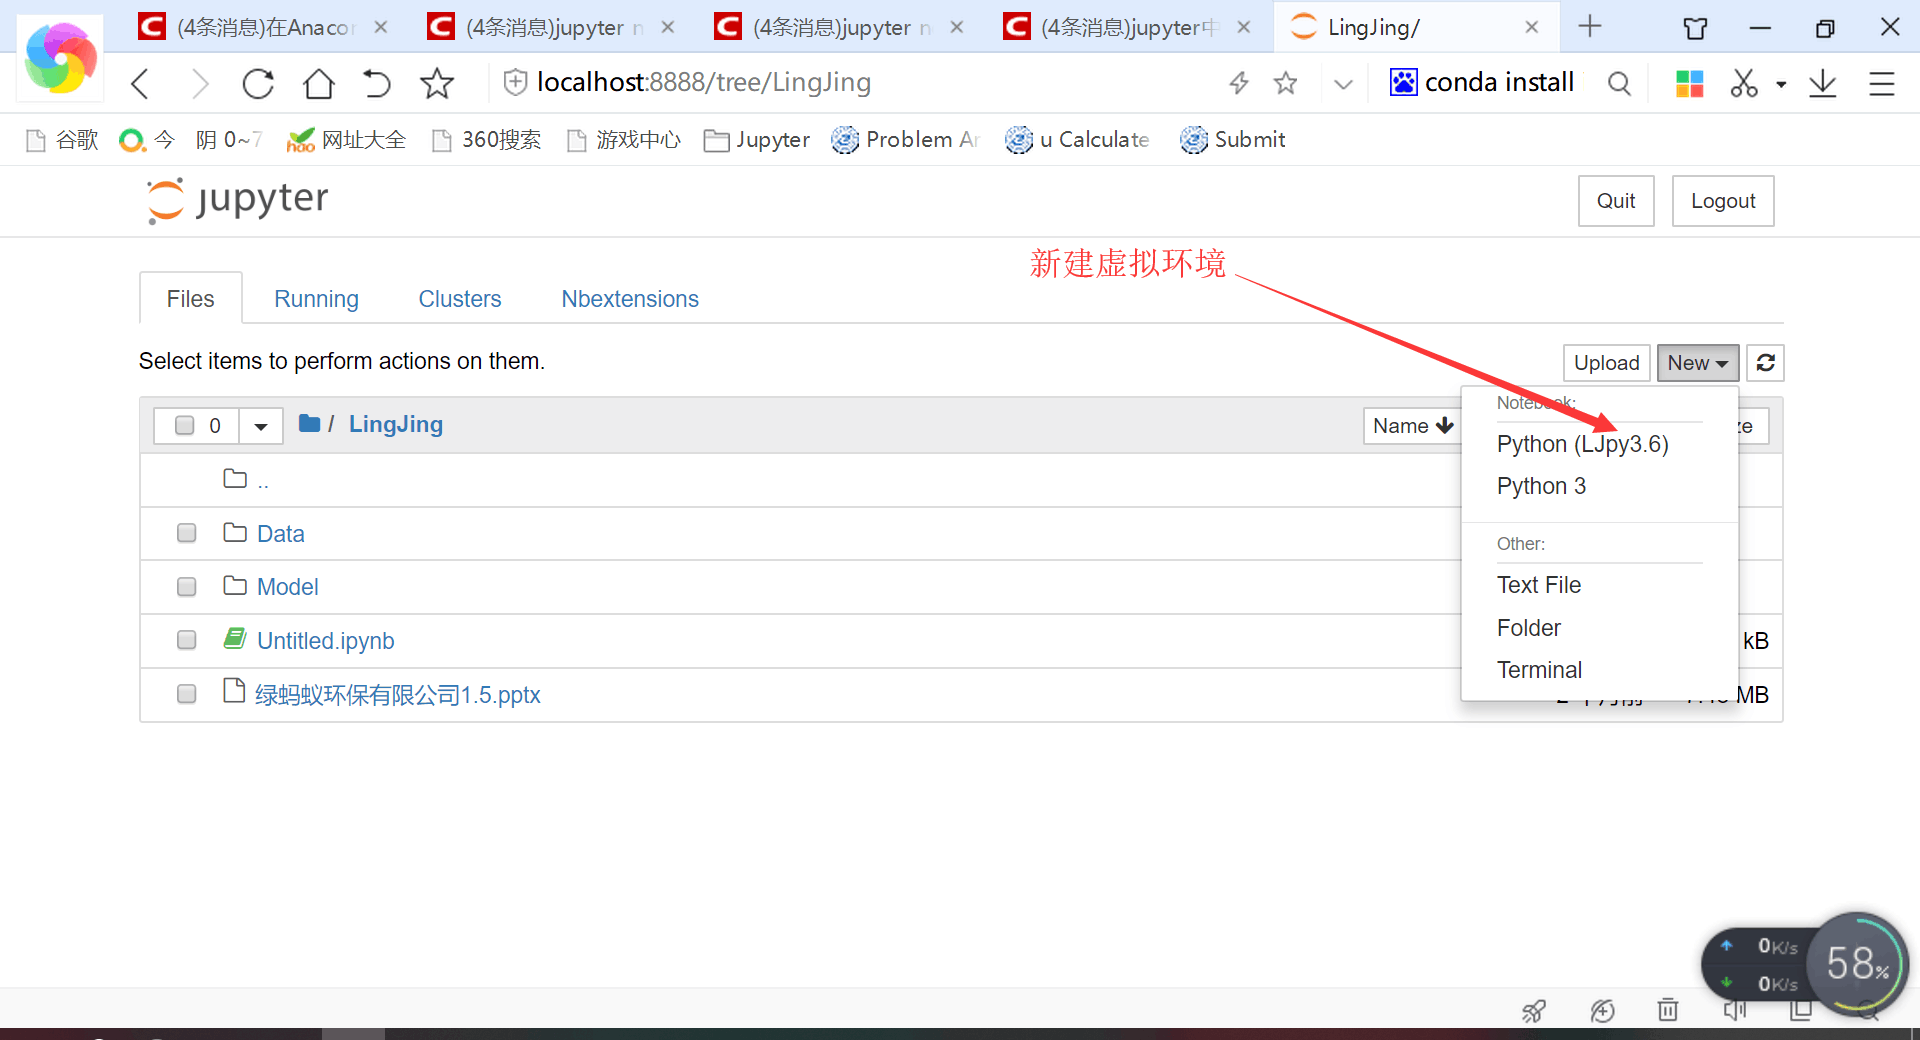 (4条消息)在Anacon
(4条消息)jupyter n
(4条消息)jupyter n
(4条消息)jupyter中
LingJing/
localhost:8888/tree/LingJing
conda install
谷歌
今
阴 0~7
网址大全
360搜索
游戏中心
Jupyter
Problem Ar
u Calculate
Submit
jupyter
Quit
Logout
新建虚拟环境
Files
Running
Clusters
Nbextensions
Select items to perform actions on them.
Upload
New
0
/ LingJing
Name
ze
Notebook:
Python (LJpy3.6)
Python 3
Other:
Text File
Folder
Terminal
..
Data
Model
Untitled.ipynb
kB
绿蚂蚁环保有限公司1.5.pptx
MB
0K/s
0K/s
58%